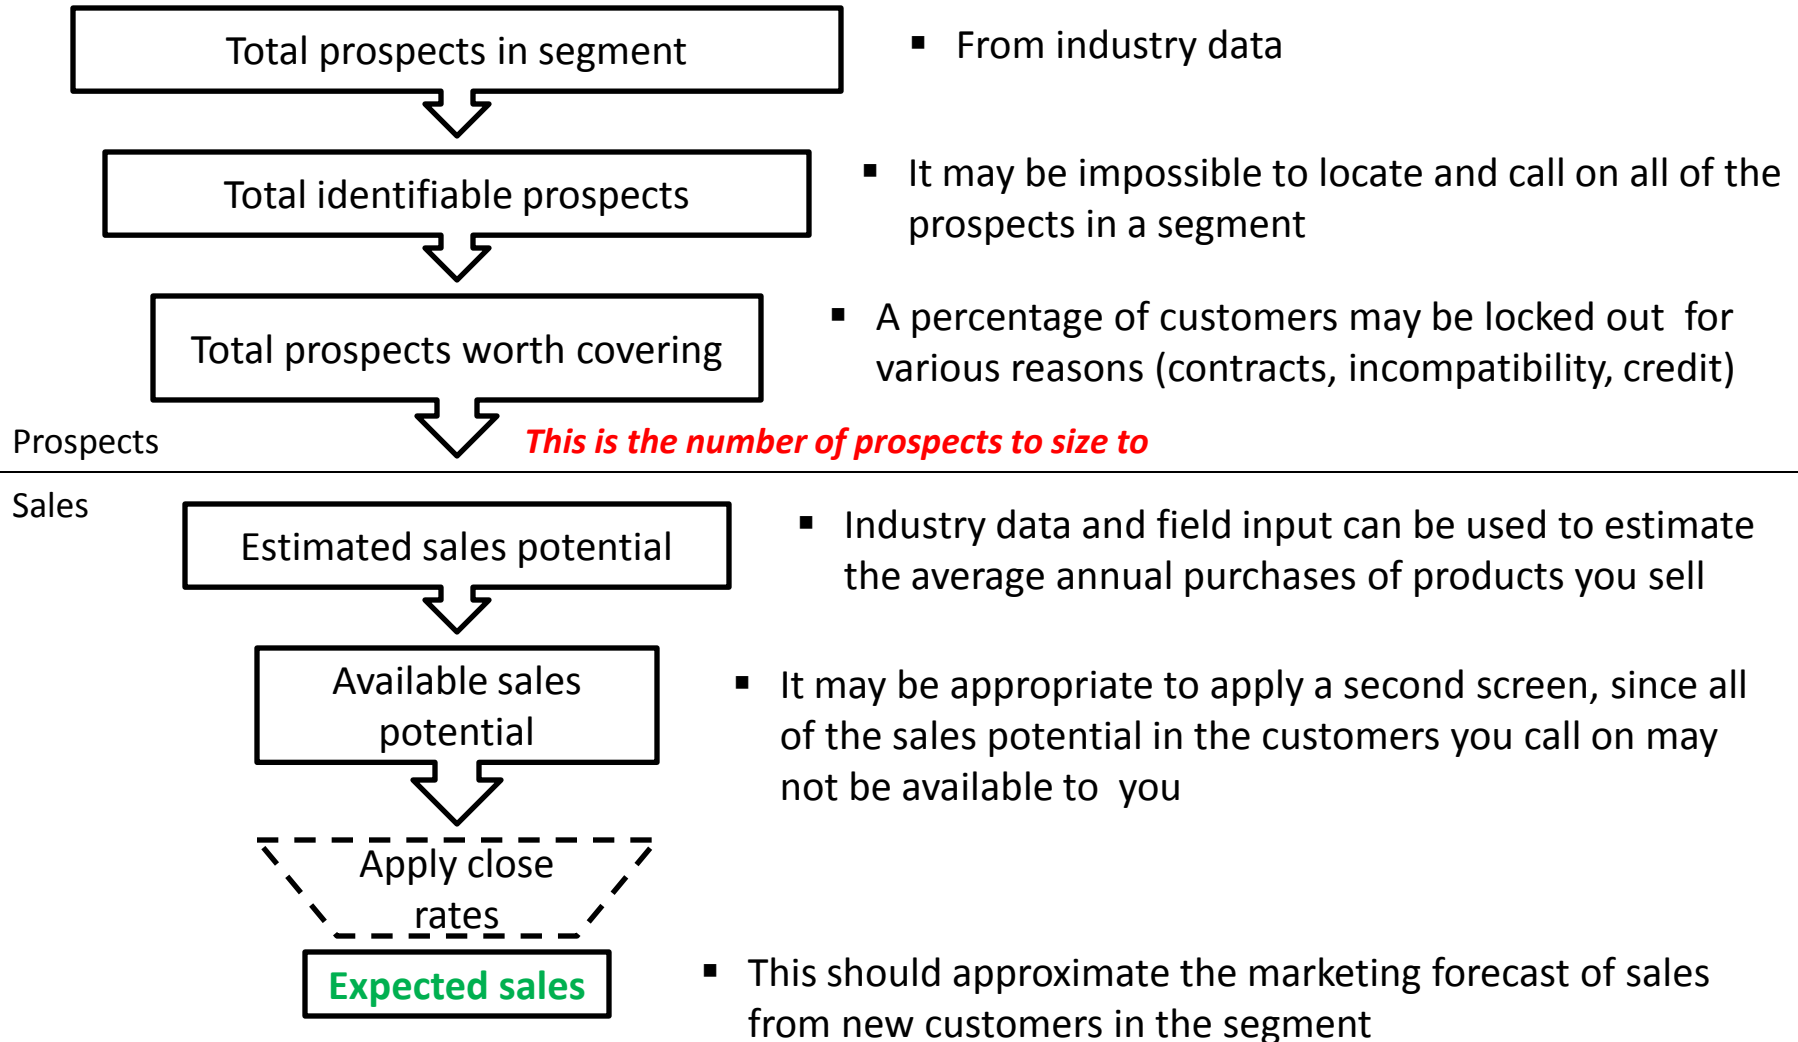 Total prospects in segment
▪ From industry data
Total identifiable prospects
▪ It may be impossible to locate and call on all of the
prospects in a segment
Total prospects worth covering
▪ A percentage of customers may be locked out for
various reasons (contracts, incompatibility, credit)
Prospects
This is the number of prospects to size to
Sales
Estimated sales potential
▪ Industry data and field input can be used to estimate
the average annual purchases of products you sell
Available sales
potential
▪ It may be appropriate to apply a second screen, since all
of the sales potential in the customers you call on may
not be available to you
Apply close
rates
Expected sales
▪ This should approximate the marketing forecast of sales
from new customers in the segment